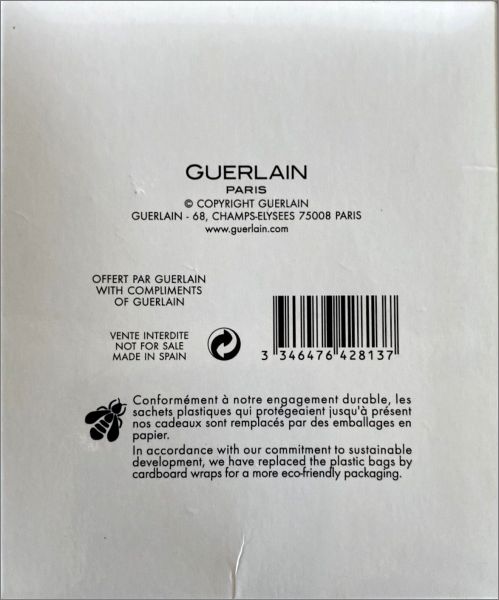 GUERLAIN
PARIS
© COPYRIGHT GUERLAIN
GUERLAIN - 68, CHAMPS-ELYSEES 75008 PARIS
www.guerlain.com
OFFERT PAR GUERLAIN
WITH COMPLIMENTS
OF GUERLAIN
VENTE INTERDITE
NOT FOR SALE
MADE IN SPAIN
3 346476 428137
Conformément à notre engagement durable, les
sachets plastiques qui protégeaient jusqu'à présent
nos cadeaux sont remplacés par des emballages en
papier.
In accordance with our commitment to sustainable
development, we have replaced the plastic bags by
cardboard wraps for a more eco-friendly packaging.